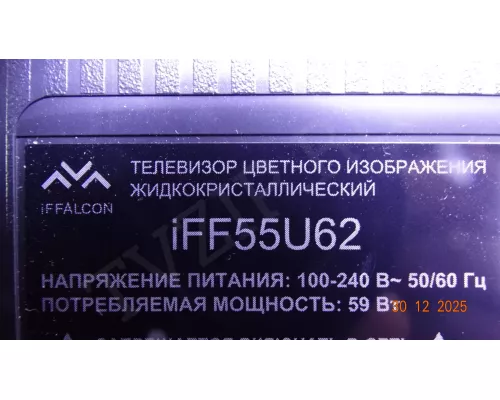 ТЕЛЕВИЗОР ЦВЕТНОГО ИЗОБРАЖЕНИЯ
ЖИДКОКРИСТАЛЛИЧЕСКИЙ
iFFALCON
iFF55U62
НАПРЯЖЕНИЕ ПИТАНИЯ: 100-240 В~ 50/60 Гц
ПОТРЕБЛЯЕМАЯ МОЩНОСТЬ: 59 Вт
30 12 2025